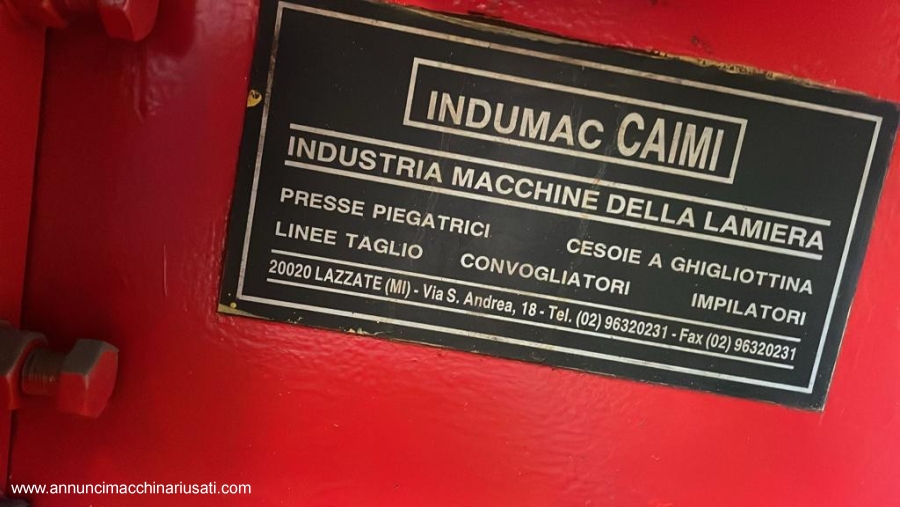 INDUMAC CAIMI
INDUSTRIA MACCHINE DELLA LAMIERA
PRESSE PIEGATRICI CESOIE A GHIGLIOTTINA
LINEE TAGLIO CONVOGLIATORI IMPILATORI
20020 LAZZATE (MI) - Via S. Andrea, 18 - Tel. (02) 96320231 - Fax (02) 96320231
www.annuncimacchinariusati.com